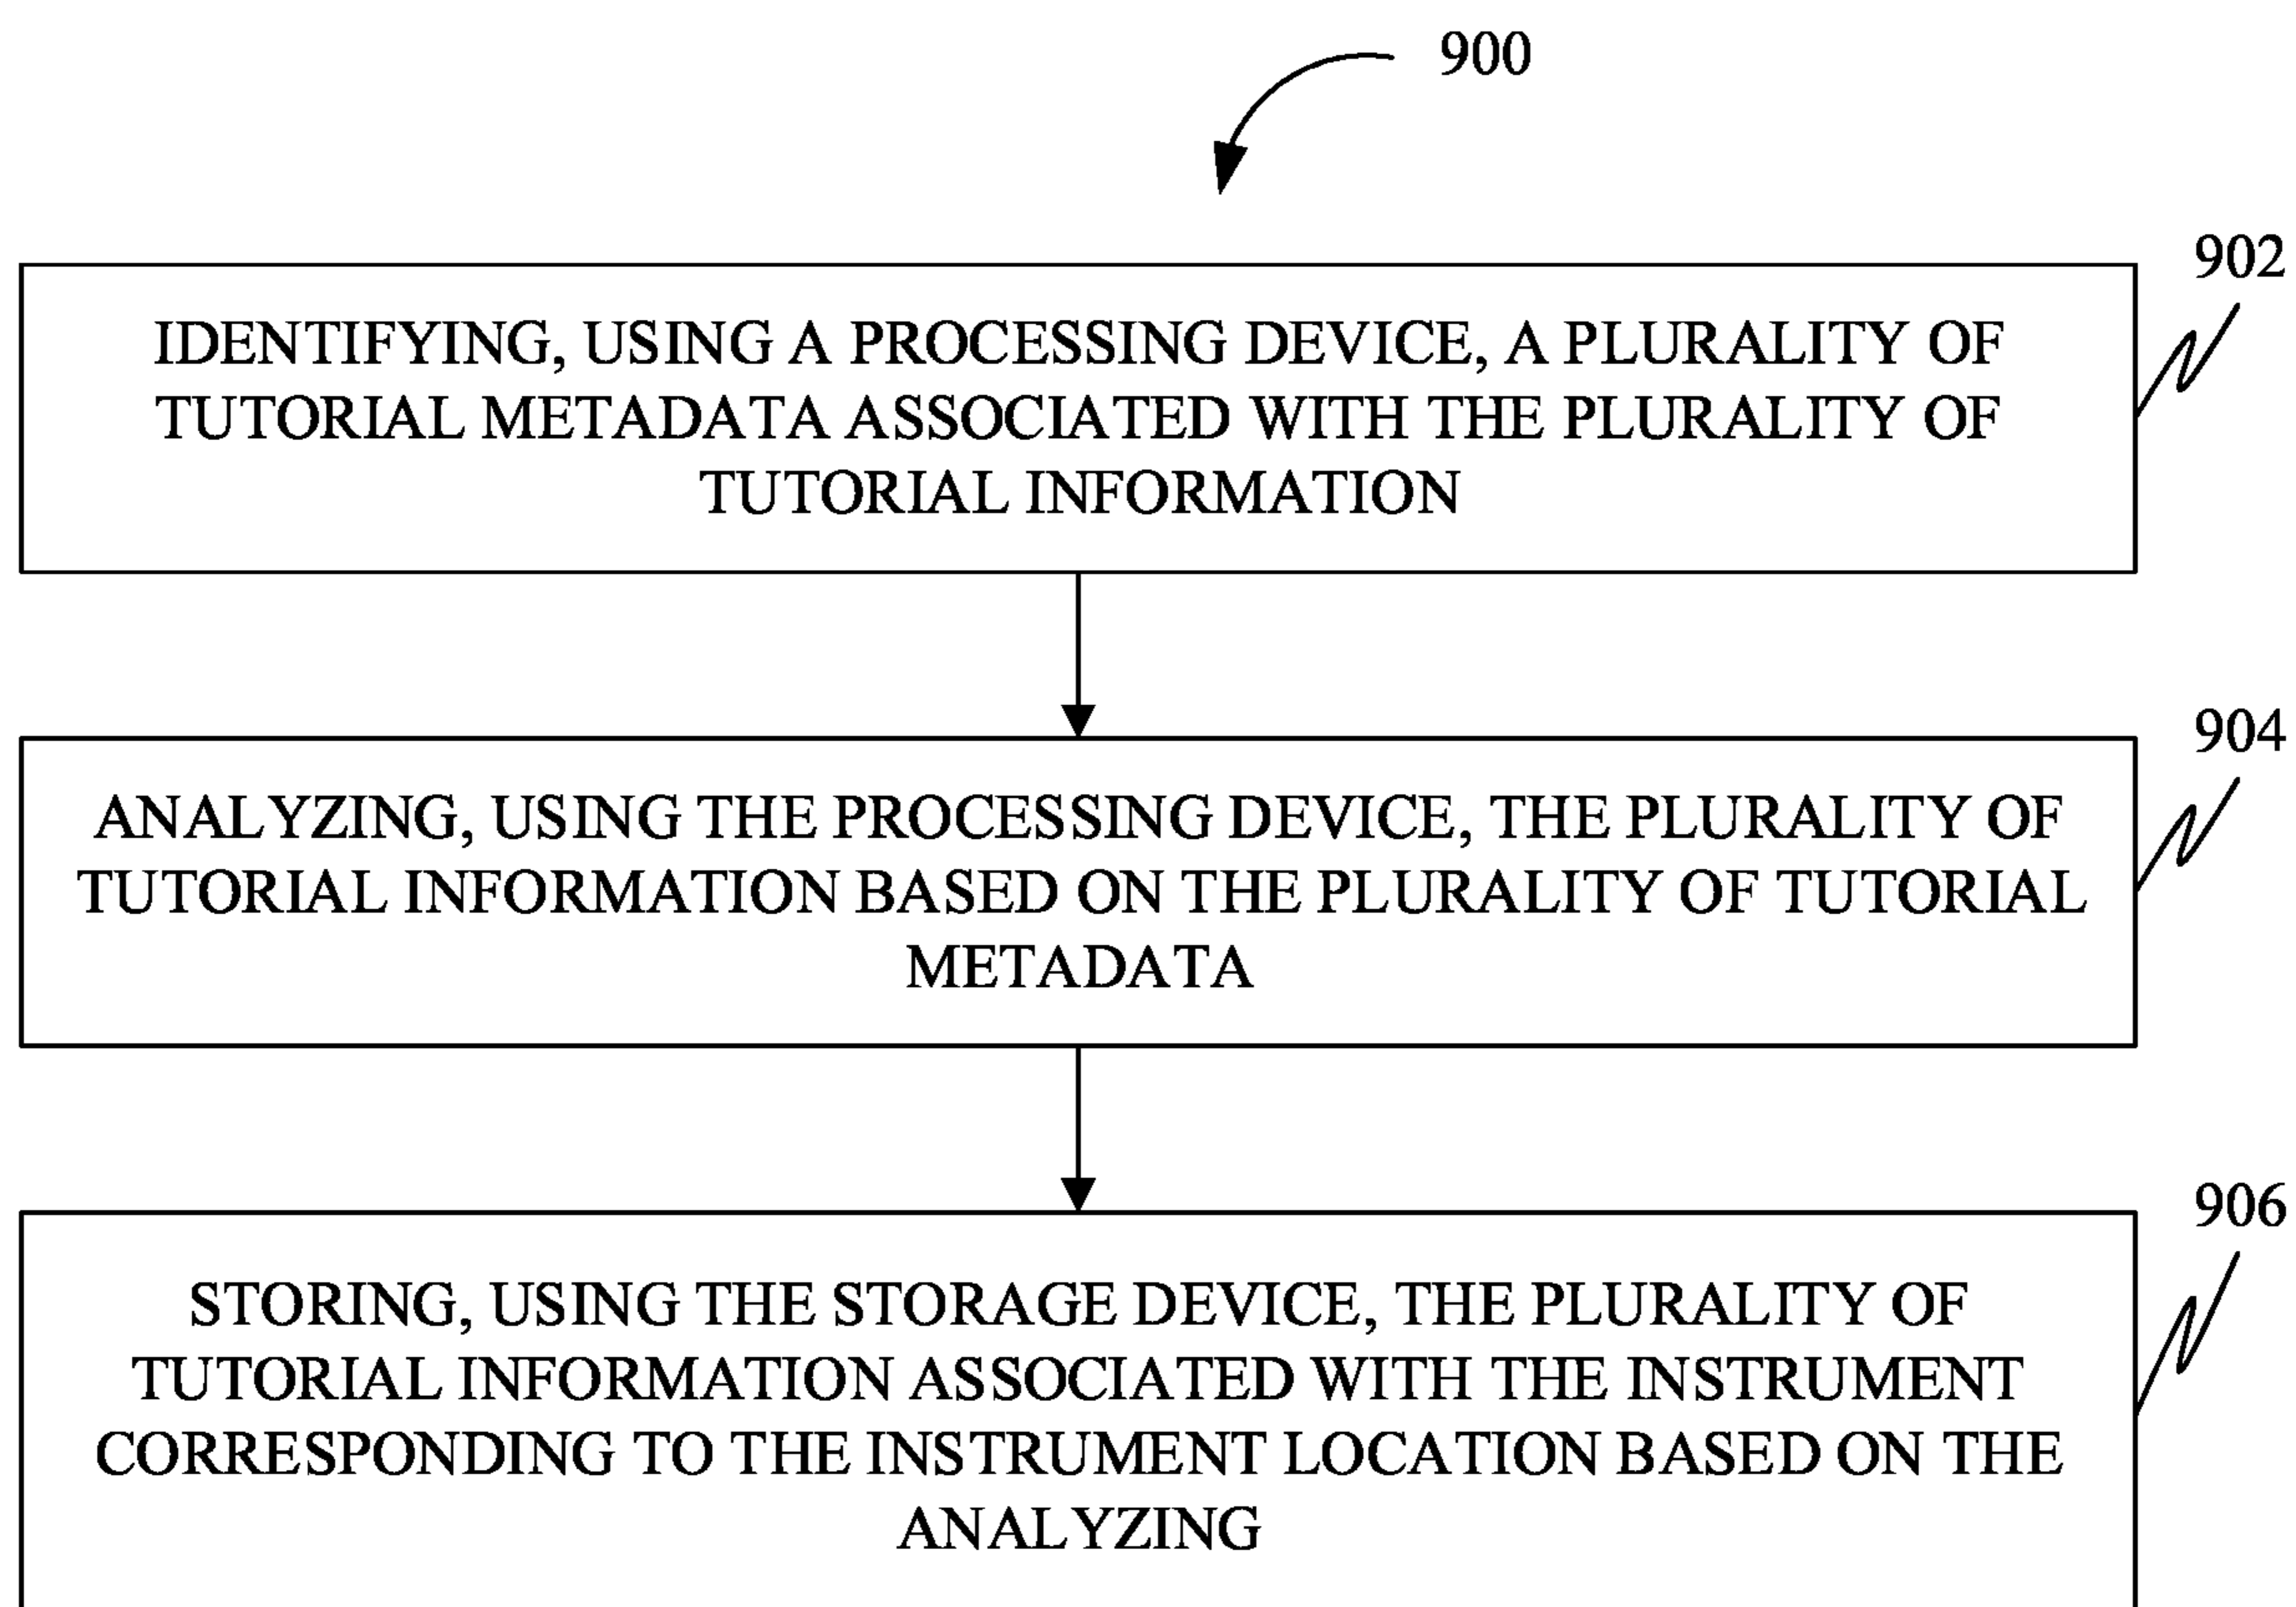 900
902
IDENTIFYING, USING A PROCESSING DEVICE, A PLURALITY OF
TUTORIAL METADATA ASSOCIATED WITH THE PLURALITY OF
TUTORIAL INFORMATION
904
ANALYZING, USING THE PROCESSING DEVICE, THE PLURALITY OF
TUTORIAL INFORMATION BASED ON THE PLURALITY OF TUTORIAL
METADATA
906
STORING, USING THE STORAGE DEVICE, THE PLURALITY OF
TUTORIAL INFORMATION ASSOCIATED WITH THE INSTRUMENT
CORRESPONDING TO THE INSTRUMENT LOCATION BASED ON THE
ANALYZING